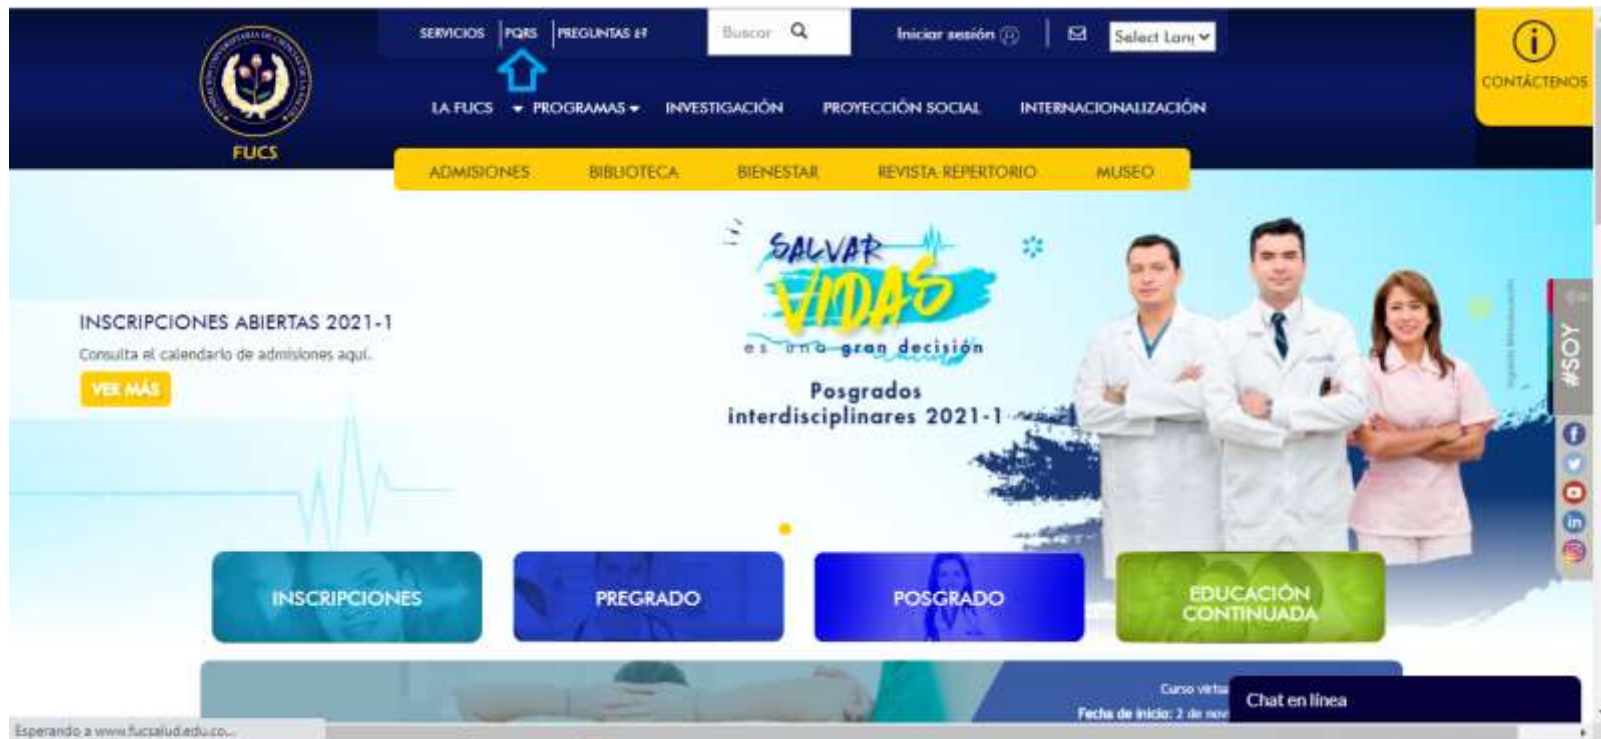 SERVICIOS
PQRS
PREGUNTAS
Buscar
Iniciar sesión
Select Lang
CONTÁCTENOS
LA FUCS
PROGRAMAS
INVESTIGACIÓN
PROYECCIÓN SOCIAL
INTERNACIONALIZACIÓN
FUCS
ADMISIONES
BIBLIOTECA
BIENESTAR
REVISTA REPERTORIO
MUSEO
SALVAR
VIDAS
es una gran decisión
Posgrados
interdisciplinares 2021-1
INSCRIPCIONES ABIERTAS 2021-1
Consulta el calendario de admisiones aquí.
VER MÁS
#SOY
INSCRIPCIONES
PREGRADO
POSGRADO
EDUCACIÓN
CONTINUADA
Curso virtua
Fecha de inicio: 2 de nov
Chat en línea
Esperando a www.fucsalud.edu.co...